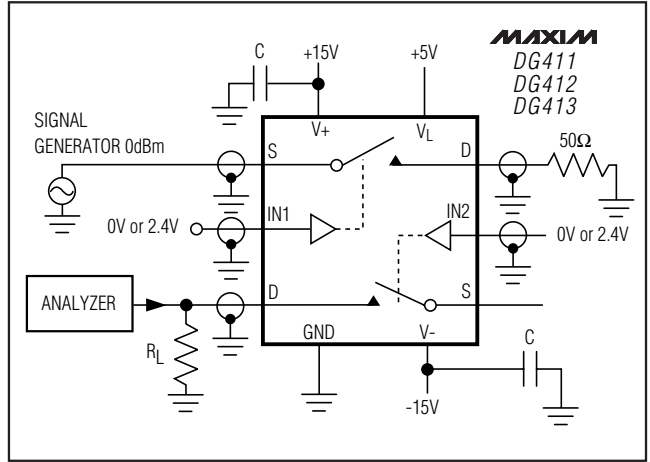 MAXIM
DG411
DG412
DG413
C
+15V
+5V
SIGNAL
GENERATOR 0dBm
V+
VL
S
D
50Ω
IN1
IN2
0V or 2.4V
0V or 2.4V
ANALYZER
D
S
RL
GND
V-
C
-15V